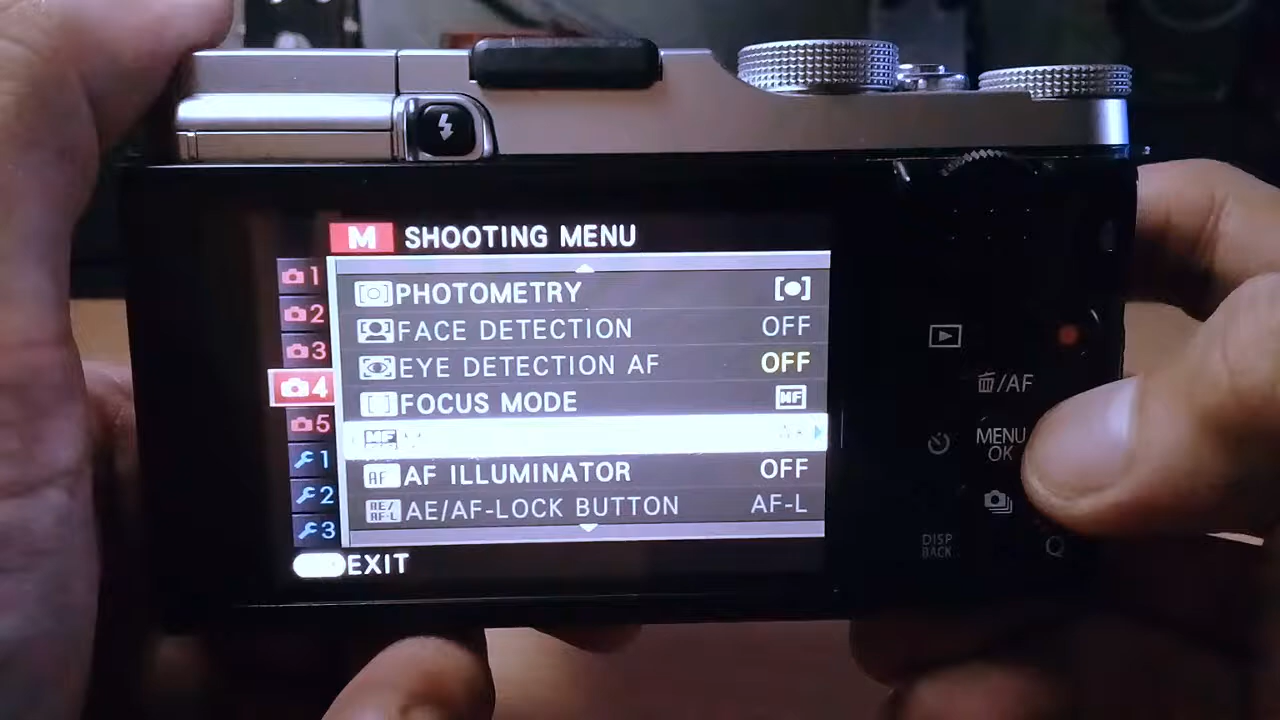 M SHOOTING MENU
1
PHOTOMETRY
2
FACE DETECTION OFF
3
EYE DETECTION AF OFF
4
FOCUS MODE MF
5
MF
1
AF AF ILLUMINATOR OFF
2
AE/AF-L AE/AF-LOCK BUTTON AF-L
3
EXIT
/AF
MENU
OK
DISP
BACK
Q